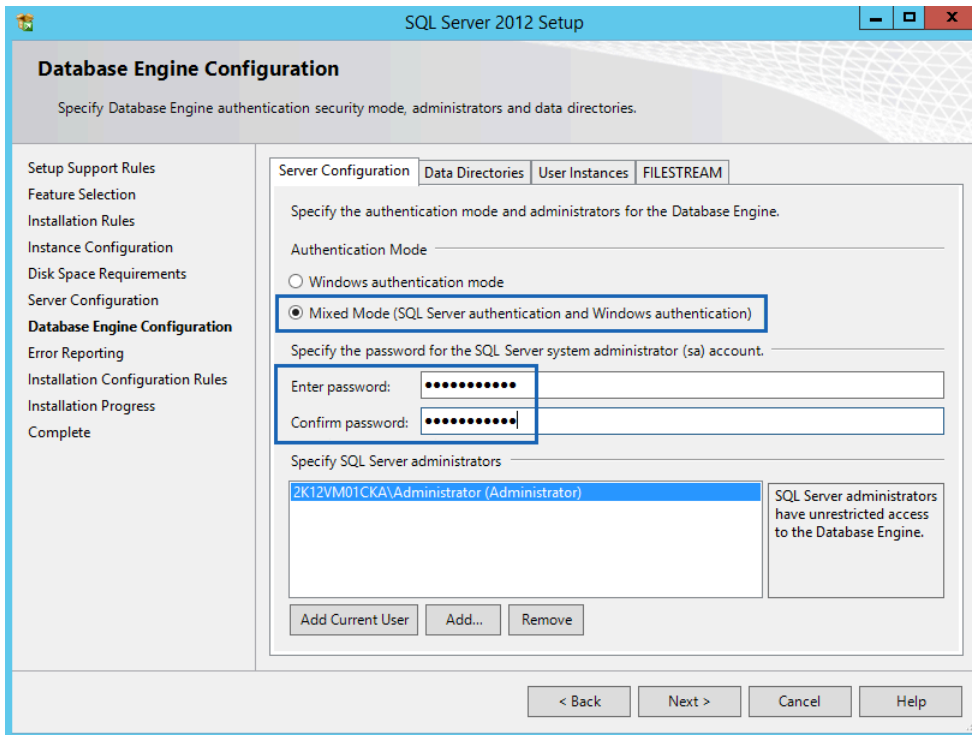 SQL Server 2012 Setup
Database Engine Configuration
Specify Database Engine authentication security mode, administrators and data directories.
Setup Support Rules
Feature Selection
Installation Rules
Instance Configuration
Disk Space Requirements
Server Configuration
Database Engine Configuration
Error Reporting
Installation Configuration Rules
Installation Progress
Complete
Server Configuration Data Directories User Instances FILESTREAM
Specify the authentication mode and administrators for the Database Engine.
Authentication Mode
Windows authentication mode
Mixed Mode (SQL Server authentication and Windows authentication)
Specify the password for the SQL Server system administrator (sa) account.
Enter password: ●●●●●●●●●●●
Confirm password: ●●●●●●●●●●●
Specify SQL Server administrators
2K12VM01CKA\Administrator (Administrator)
SQL Server administrators
have unrestricted access
to the Database Engine.
Add Current User Add... Remove
< Back Next > Cancel Help